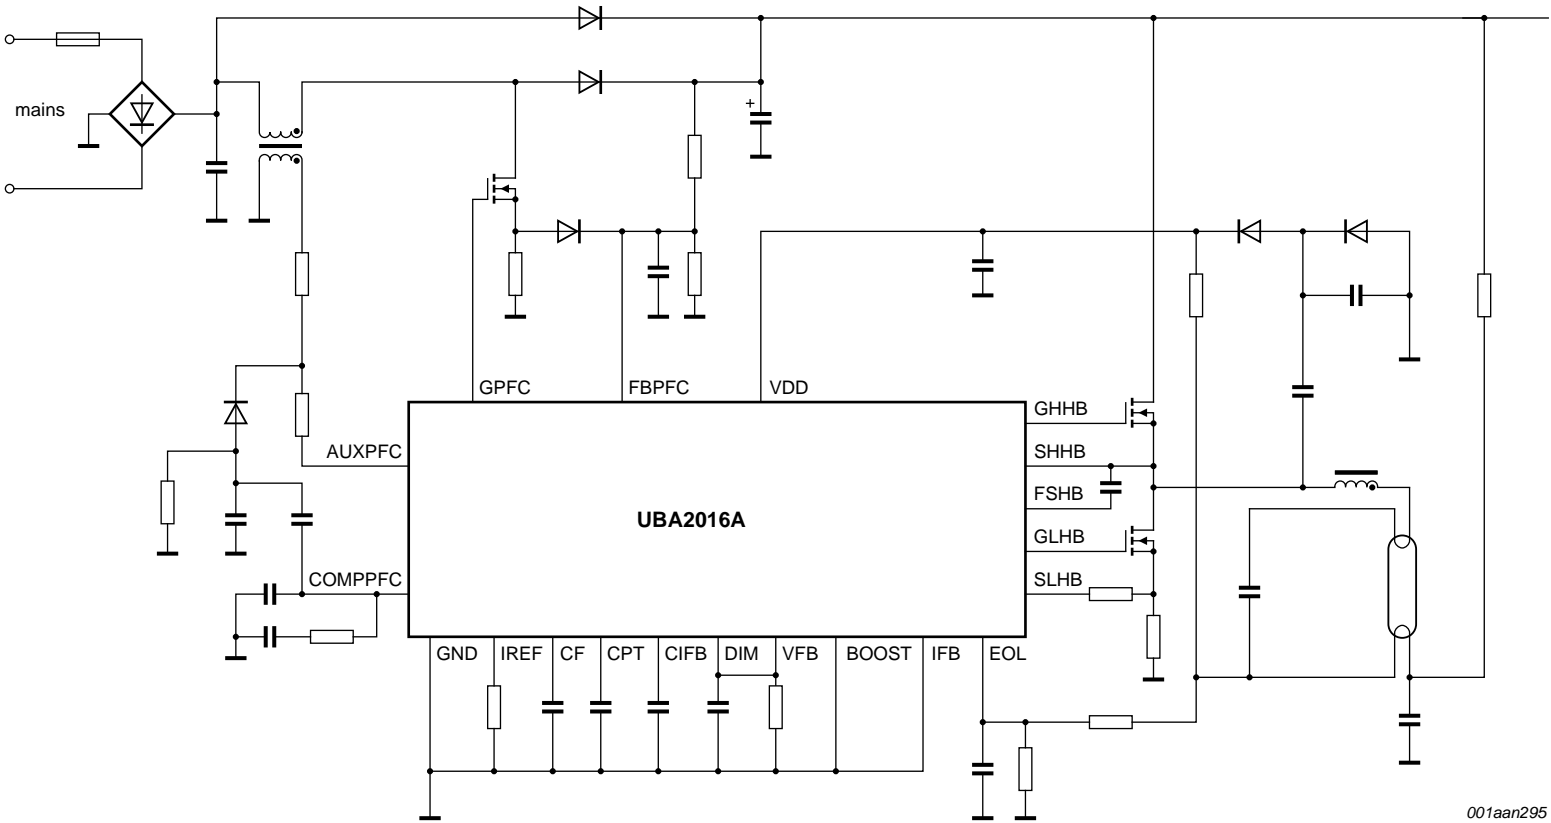 mains
+
GPFC
FBPFC
VDD
GHHB
AUXPFC
SHHB
FSHB
UBA2016A
GLHB
COMPPFC
SLHB
GND
IREF
CF
CPT
CIFB
DIM
VFB
BOOST
IFB
EOL
001aan295